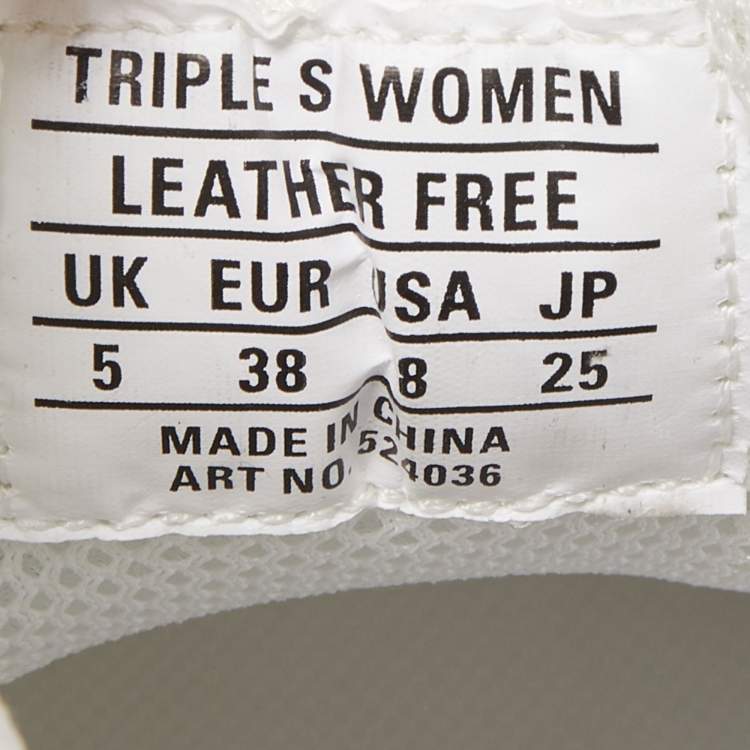 TRIPLE S WOMEN
LEATHER FREE
UK EUR USA JP
5 38 8 25
MADE IN CHINA
ART NO. 524036